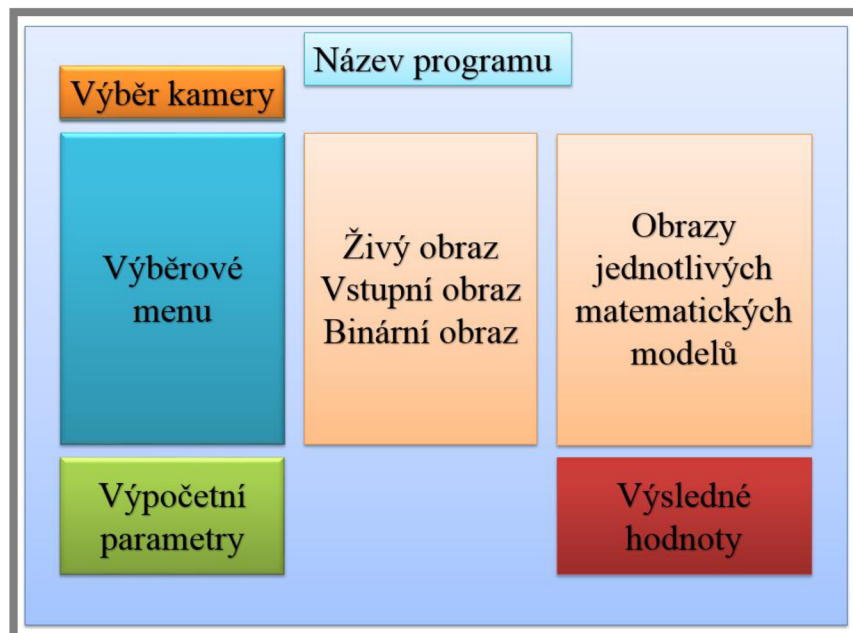 Název programu
Výběr kamery
Výběrové
menu
Živý obraz
Vstupní obraz
Binární obraz
Obrazy
jednotlivých
matematických
modelů
Výpočetní
parametry
Výsledné
hodnoty